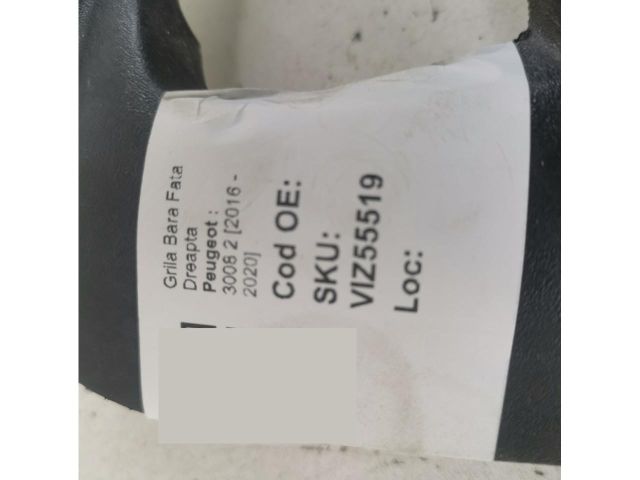 Grila Bara Fata
Dreapta
Peugeot :
3008 2 [2016 -
2020]
Cod OE:
SKU:
VIZ55519
Loc: